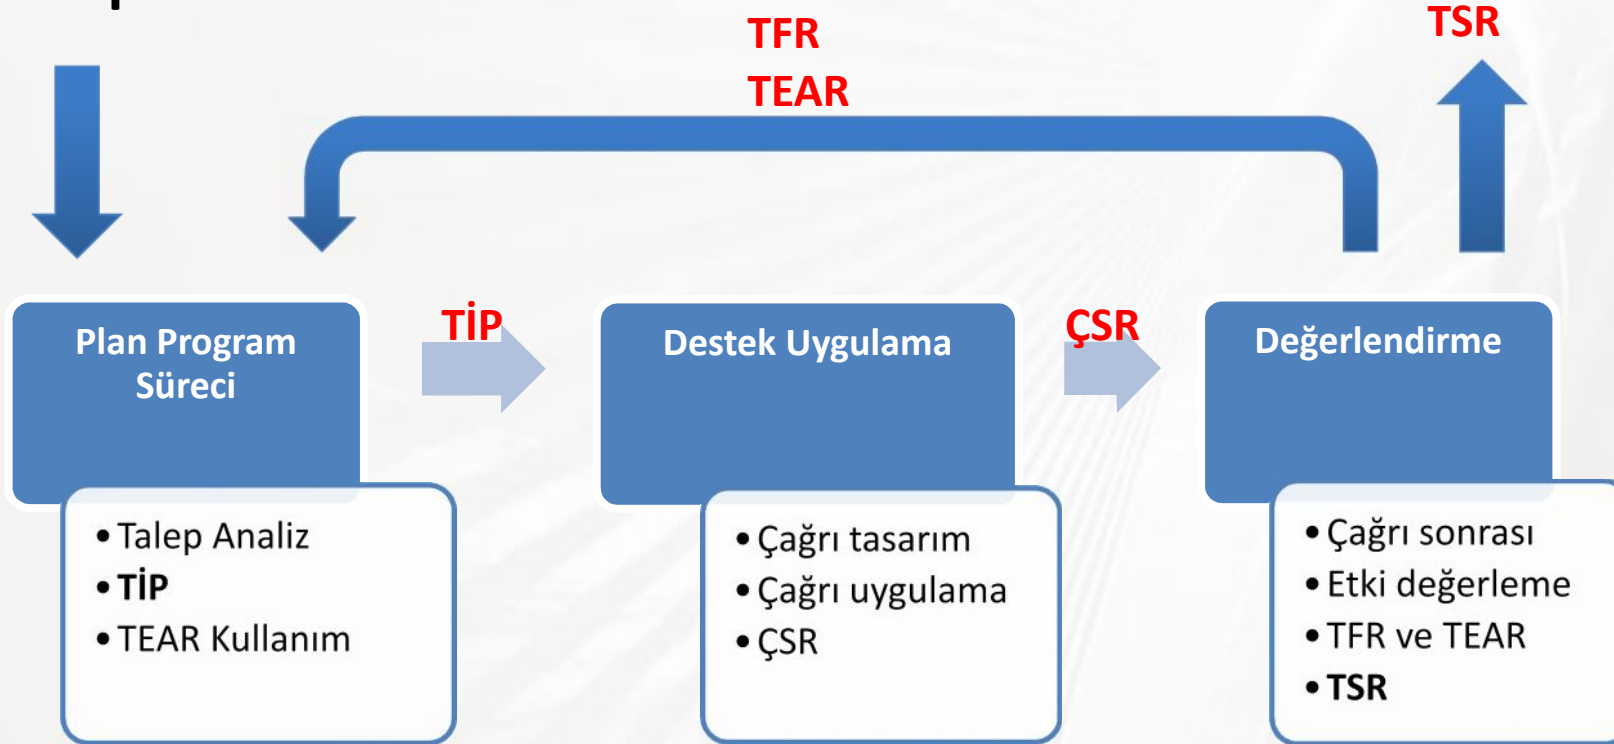 TFR
TEAR
TSR
TİP
ÇSR
Plan Program
Süreci
• Talep Analiz
• TİP
• TEAR Kullanım
Destek Uygulama
• Çağrı tasarım
• Çağrı uygulama
• ÇSR
Değerlendirme
• Çağrı sonrası
• Etki değerleme
• TFR ve TEAR
• TSR